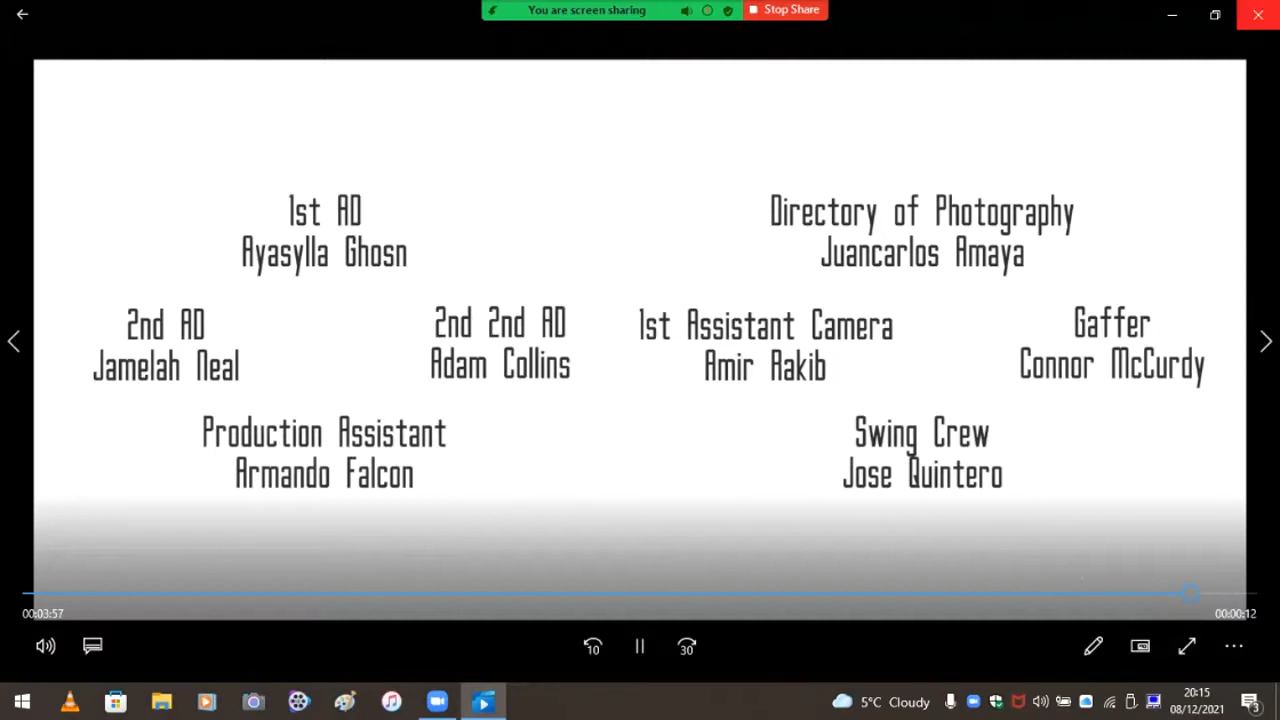 You are screen sharing
Stop Share
1st AD
Ayasylla Ghosn
Directory of Photography
Juancarlos Amaya
2nd AD
Jamelah Neal
2nd 2nd AD
Adam Collins
1st Assistant Camera
Amir Rakib
Gaffer
Connor McCurdy
Production Assistant
Armando Falcon
Swing Crew
Jose Quintero
00:03:57
00:00:12
10
30
5°C Cloudy
20:15
08/12/2021
3